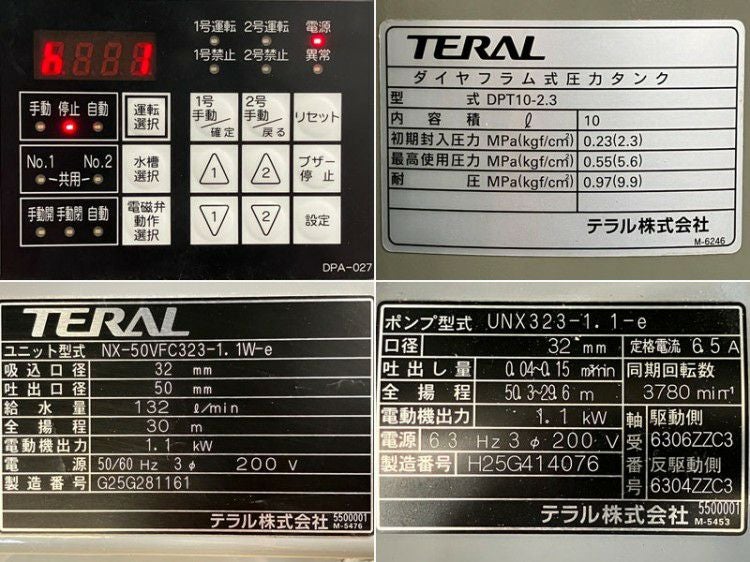 1号運転 2号運転 電源
1号禁止 2号禁止 異常
手動 停止 自動
運転選択
1号手動/確定
2号手動/戻る
リセット
No.1 No.2
共用
水槽選択
1
2
ブザー停止
手動開 手動閉 自動
電磁弁動作選択
1
2
設定
DPA-027
TERAL
ダイヤフラム式圧力タンク
型 式 DPT10-2.3
内容積 ℓ 10
初期封入圧力 MPa(kgf/cm²) 0.23(2.3)
最高使用圧力 MPa(kgf/cm²) 0.55(5.6)
耐 圧 MPa(kgf/cm²) 0.97(9.9)
テラル株式会社
M-6246
TERAL
ユニット型式 NX-50VFC323-1.1W-e
吸込口径 32 mm
吐出口径 50 mm
給水量 132 ℓ/min
全揚程 30 m
電動機出力 1.1 kW
電源 50/60 Hz 3φ 200 V
製造番号 G25G281161
テラル株式会社 5500001
M-5476
ポンプ型式 UNX323-1.1-e
口径 32 mm 定格電流 6.5 A
吐出し量 0.04~0.15 m³/min 同期回転数
全揚程 50.3~29.6 m 3780 min⁻¹
電動機出力 1.1 kW 軸受番号 駆動側
電源 63 Hz 3φ 200 V 6306ZZC3
製造番号 H25G414076 反駆動側
6304ZZC3
テラル株式会社 5500001
M-5453